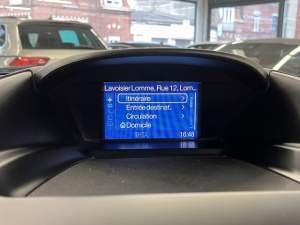 Lavoisier Lomme, Rue 12, Lom...
Itinéraire
Entrée destinat.
Circulation
Domicile
16:48